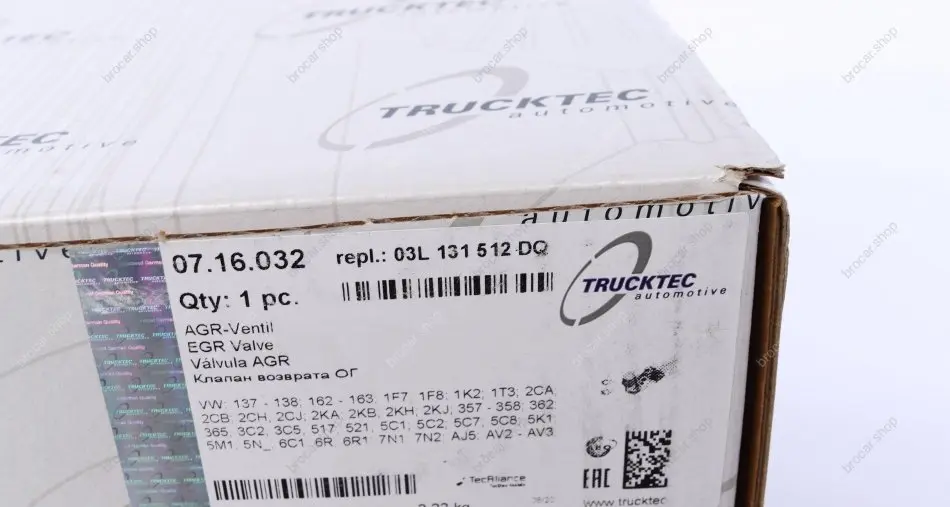 brocar.shop
TRUCKTEC
TRUCKTEC
automotive
automotiv
07.16.032
repl.: 03L 131 512 DQ
Qty: 1 pc.
TRUCKTEC
automotive
AGR-Ventil
EGR Valve
Válvula AGR
Клапан возврата ОГ
VW: 137 - 138; 162 - 163; 1F7 1F8; 1K2; 1T3; 2CA
2CB; 2CH, 2CJ; 2KA; 2KB, 2KH; 2KJ; 357 - 358; 362
365; 3C2; 3C5; 517; 521, 5C1; 5C2; 5C7, 5C8; 5K1
5M1, 5N_, 6C1, 6R, 6R1, 7N1, 7N2, AJ5, AV2 - AV3
TecAlliance
EAC
www.trucktec